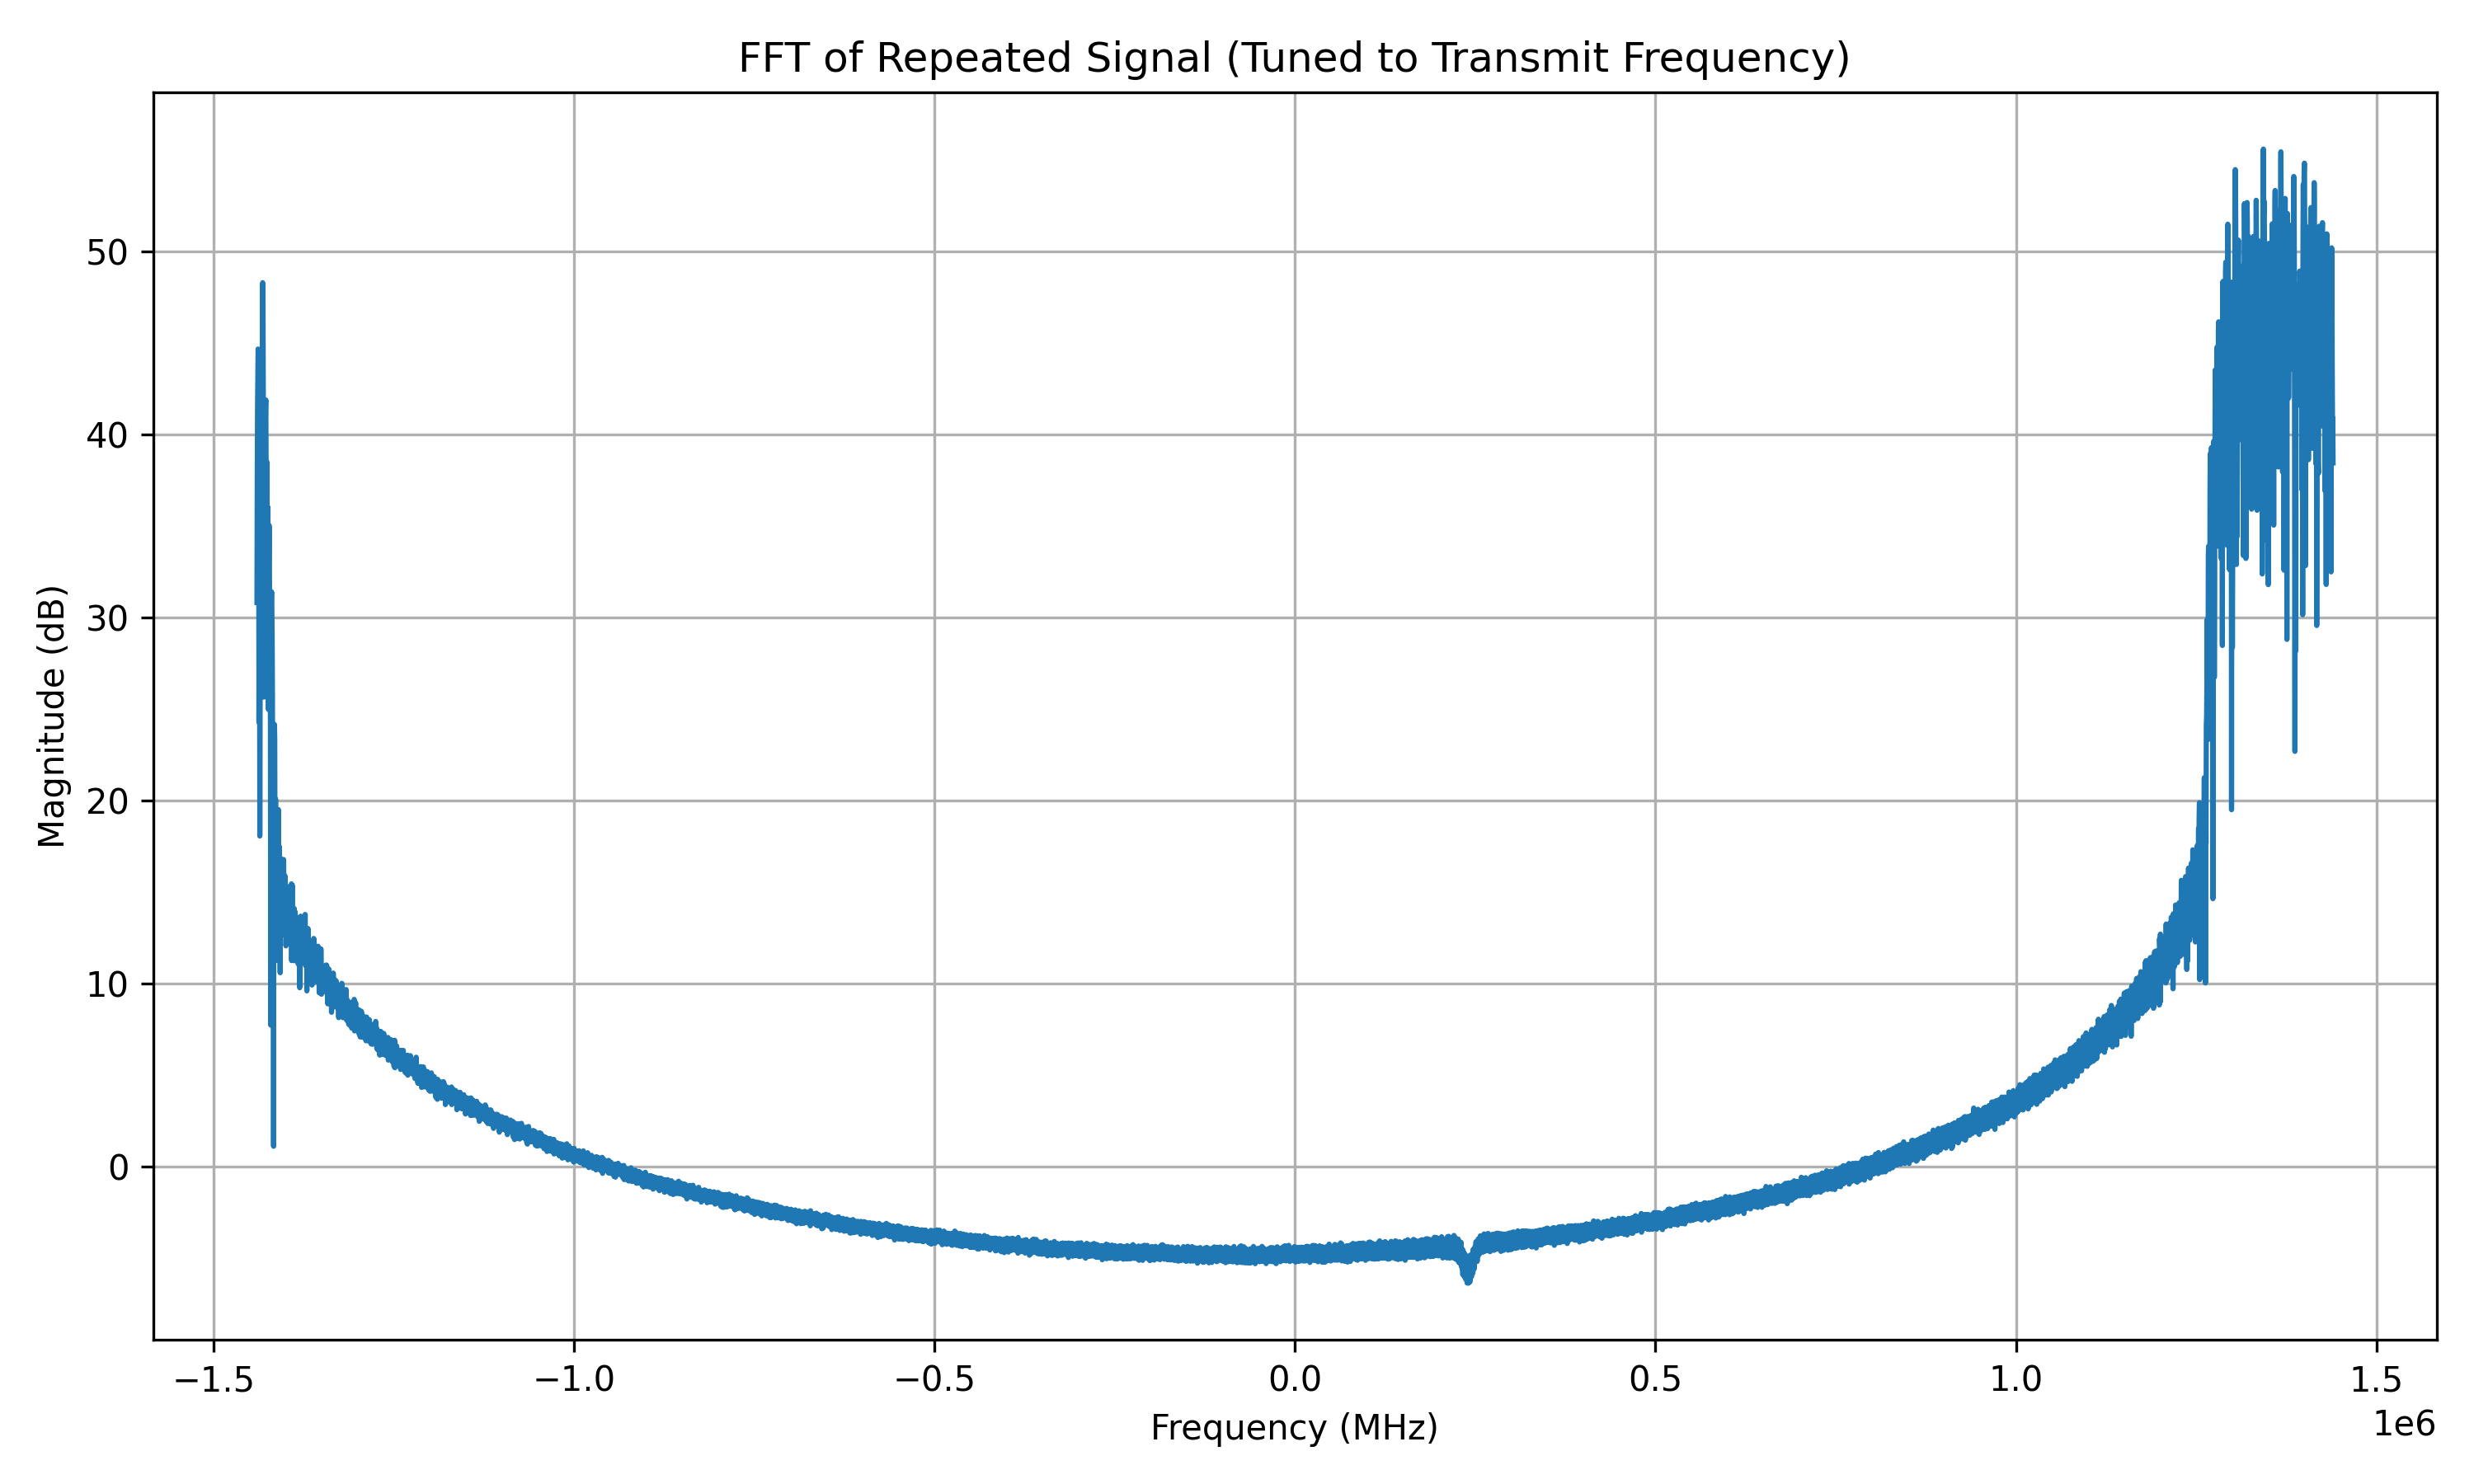 FFT of Repeated Signal (Tuned to Transmit Frequency)
Magnitude (dB)
50
40
30
20
10
0
−1.5 −1.0 −0.5 0.0 0.5 1.0 1.5
1e6
Frequency (MHz)